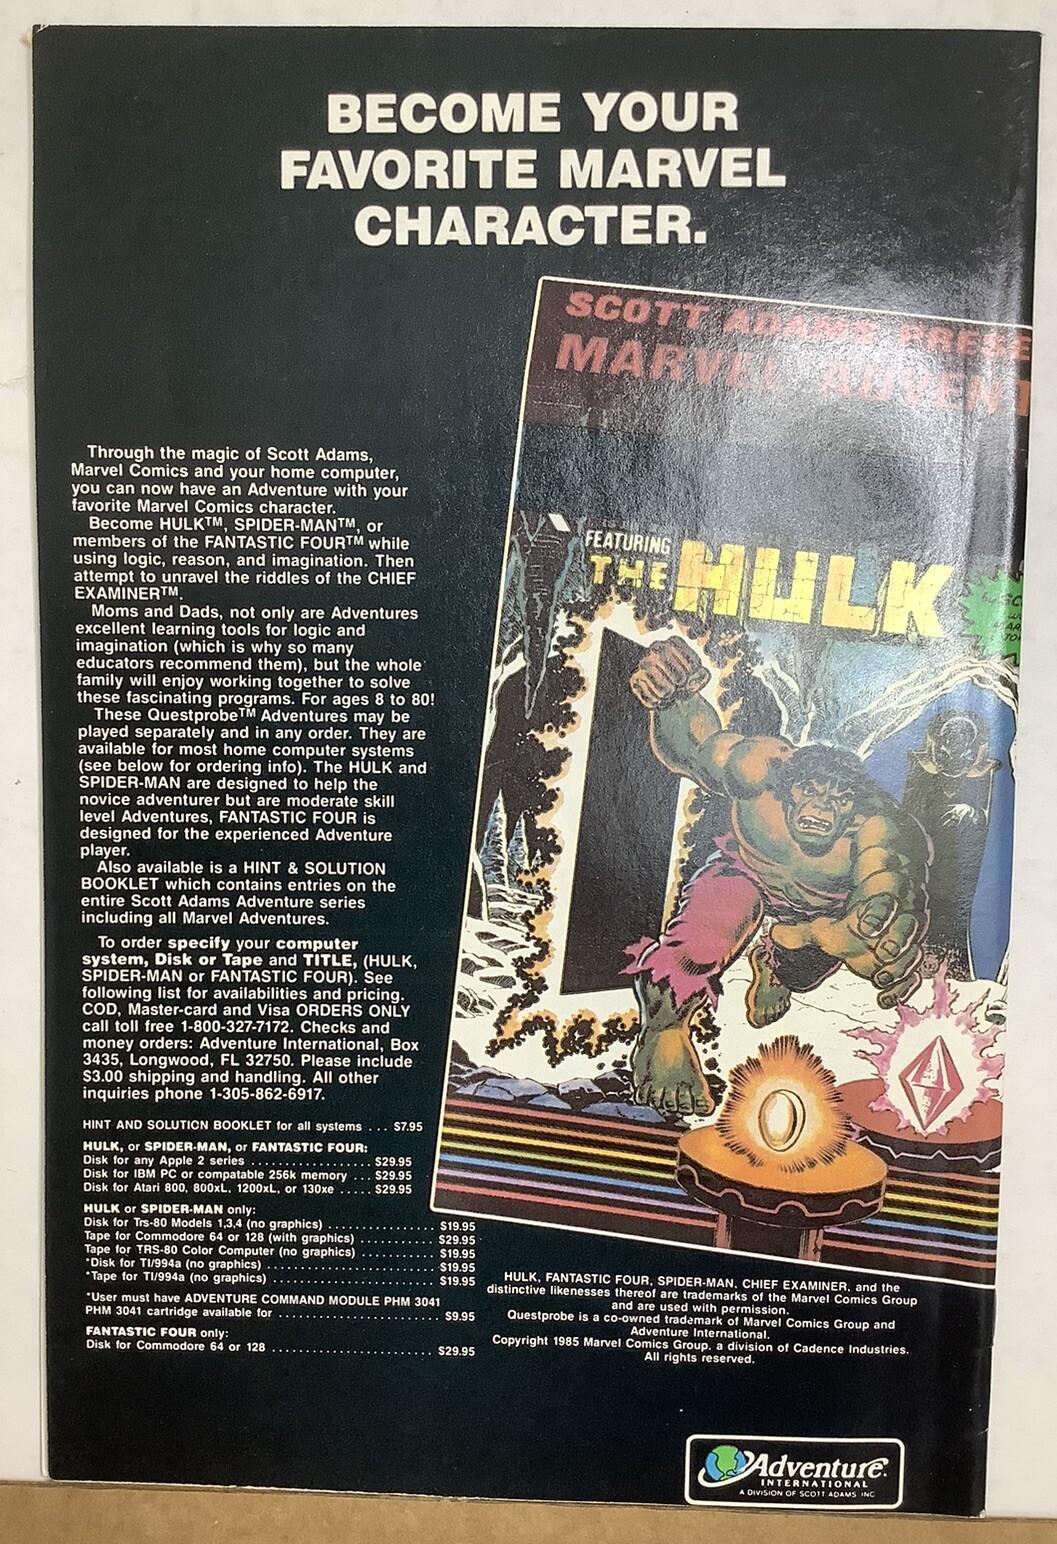 BECOME YOUR
FAVORITE MARVEL
CHARACTER.
SCOTT ADAMS PRESE
MARVEL ADVENT
FEATURING
THE HULK
Through the magic of Scott Adams,
Marvel Comics and your home computer,
you can now have an Adventure with your
favorite Marvel Comics character.
Become HULK™, SPIDER-MAN™, or
members of the FANTASTIC FOUR™ while
using logic, reason, and imagination. Then
attempt to unravel the riddles of the CHIEF
EXAMINER™.
Moms and Dads, not only are Adventures
excellent learning tools for logic and
imagination (which is why so many
educators recommend them), but the whole
family will enjoy working together to solve
these fascinating programs. For ages 8 to 80!
These Questprobe™ Adventures may be
played separately and in any order. They are
available for most home computer systems
(see below for ordering info). The HULK and
SPIDER-MAN are designed to help the
novice adventurer but are moderate skill
level Adventures, FANTASTIC FOUR is
designed for the experienced Adventure
player.
Also available is a HINT & SOLUTION
BOOKLET which contains entries on the
entire Scott Adams Adventure series
including all Marvel Adventures.
To order specify your computer
system, Disk or Tape and TITLE, (HULK,
SPIDER-MAN or FANTASTIC FOUR). See
following list for availabilities and pricing.
COD, Master-card and Visa ORDERS ONLY
call toll free 1-800-327-7172. Checks and
money orders: Adventure International, Box
3435, Longwood, FL 32750. Please include
$3.00 shipping and handling. All other
inquiries phone 1-305-862-6917.
HINT AND SOLUTION BOOKLET for all systems ... $7.95
HULK, or SPIDER-MAN, or FANTASTIC FOUR:
Disk for any Apple 2 series .................. $29.95
Disk for IBM PC or compatable 256k memory ... $29.95
Disk for Atari 800, 800xL, 1200xL, or 130xe ..... $29.95
HULK or SPIDER-MAN only:
Disk for Trs-80 Models 1,3,4 (no graphics) ................ $19.95
Tape for Commodore 64 or 128 (with graphics) ............ $29.95
Tape for TRS-80 Color Computer (no graphics) ........... $19.95
*Disk for TI/994a (no graphics) .......................... $19.95
*Tape for TI/994a (no graphics) .......................... $19.95
*User must have ADVENTURE COMMAND MODULE PHM 3041
PHM 3041 cartridge available for ........................ $9.95
FANTASTIC FOUR only:
Disk for Commodore 64 or 128 ........................ $29.95
HULK, FANTASTIC FOUR, SPIDER-MAN, CHIEF EXAMINER, and the
distinctive likenesses thereof are trademarks of the Marvel Comics Group
and are used with permission.
Questprobe is a co-owned trademark of Marvel Comics Group and
Adventure International.
Copyright 1985 Marvel Comics Group, a division of Cadence Industries.
All rights reserved.
Adventure
INTERNATIONAL
A DIVISION OF SCOTT ADAMS INC